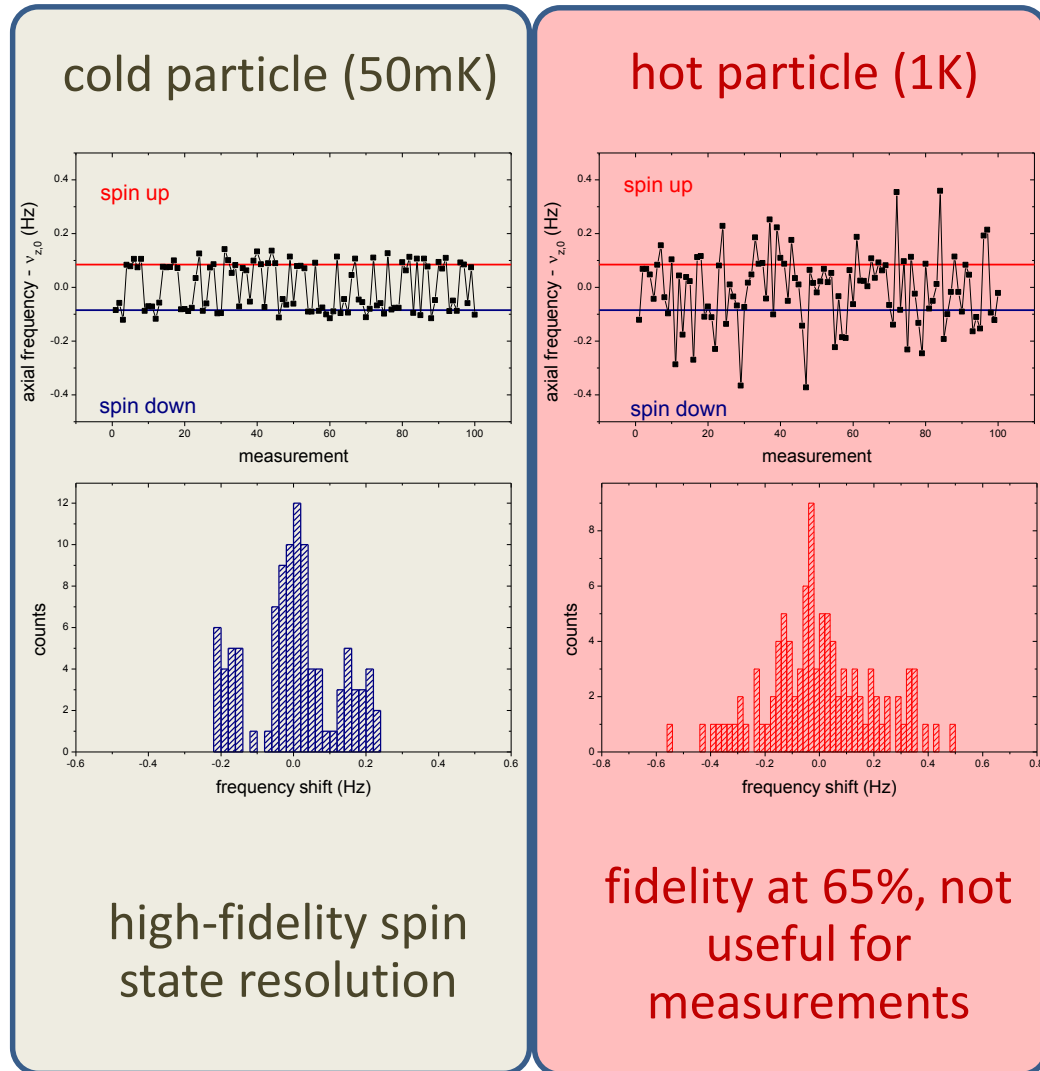 cold particle (50mK)
0.4
0.2
0.0
-0.2
-0.4
axial frequency - ν_z,0 (Hz)
spin up
spin down
0
20
40
60
80
100
measurement
12
10
8
6
4
2
0
counts
-0.6
-0.4
-0.2
0.0
0.2
0.4
0.6
frequency shift (Hz)
high-fidelity spin
state resolution
hot particle (1K)
0.4
0.2
0.0
-0.2
-0.4
axial frequency - ν_z,0 (Hz)
spin up
spin down
0
20
40
60
80
100
measurement
8
6
4
2
0
counts
-0.8
-0.6
-0.4
-0.2
0.0
0.2
0.4
0.6
0.8
frequency shift (Hz)
fidelity at 65%, not
useful for
measurements